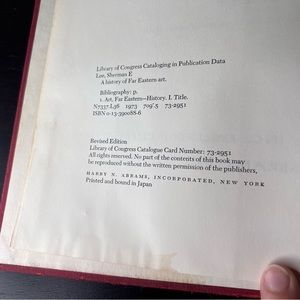 Library of Congress Cataloging in Publication Data
Lee, Sherman E
A history of Far Eastern art.
Bibliography: p.
1. Art, Far Eastern—History. I. Title.
N7337.L36 1973 709'.5 73-2951
ISBN 0-13-390088-6
Revised Edition
Library of Congress Catalogue Card Number: 73-2951
All rights reserved. No part of the contents of this book may
be reproduced without the written permission of the publishers,
HARRY N. ABRAMS, INCORPORATED, NEW YORK
Printed and bound in Japan